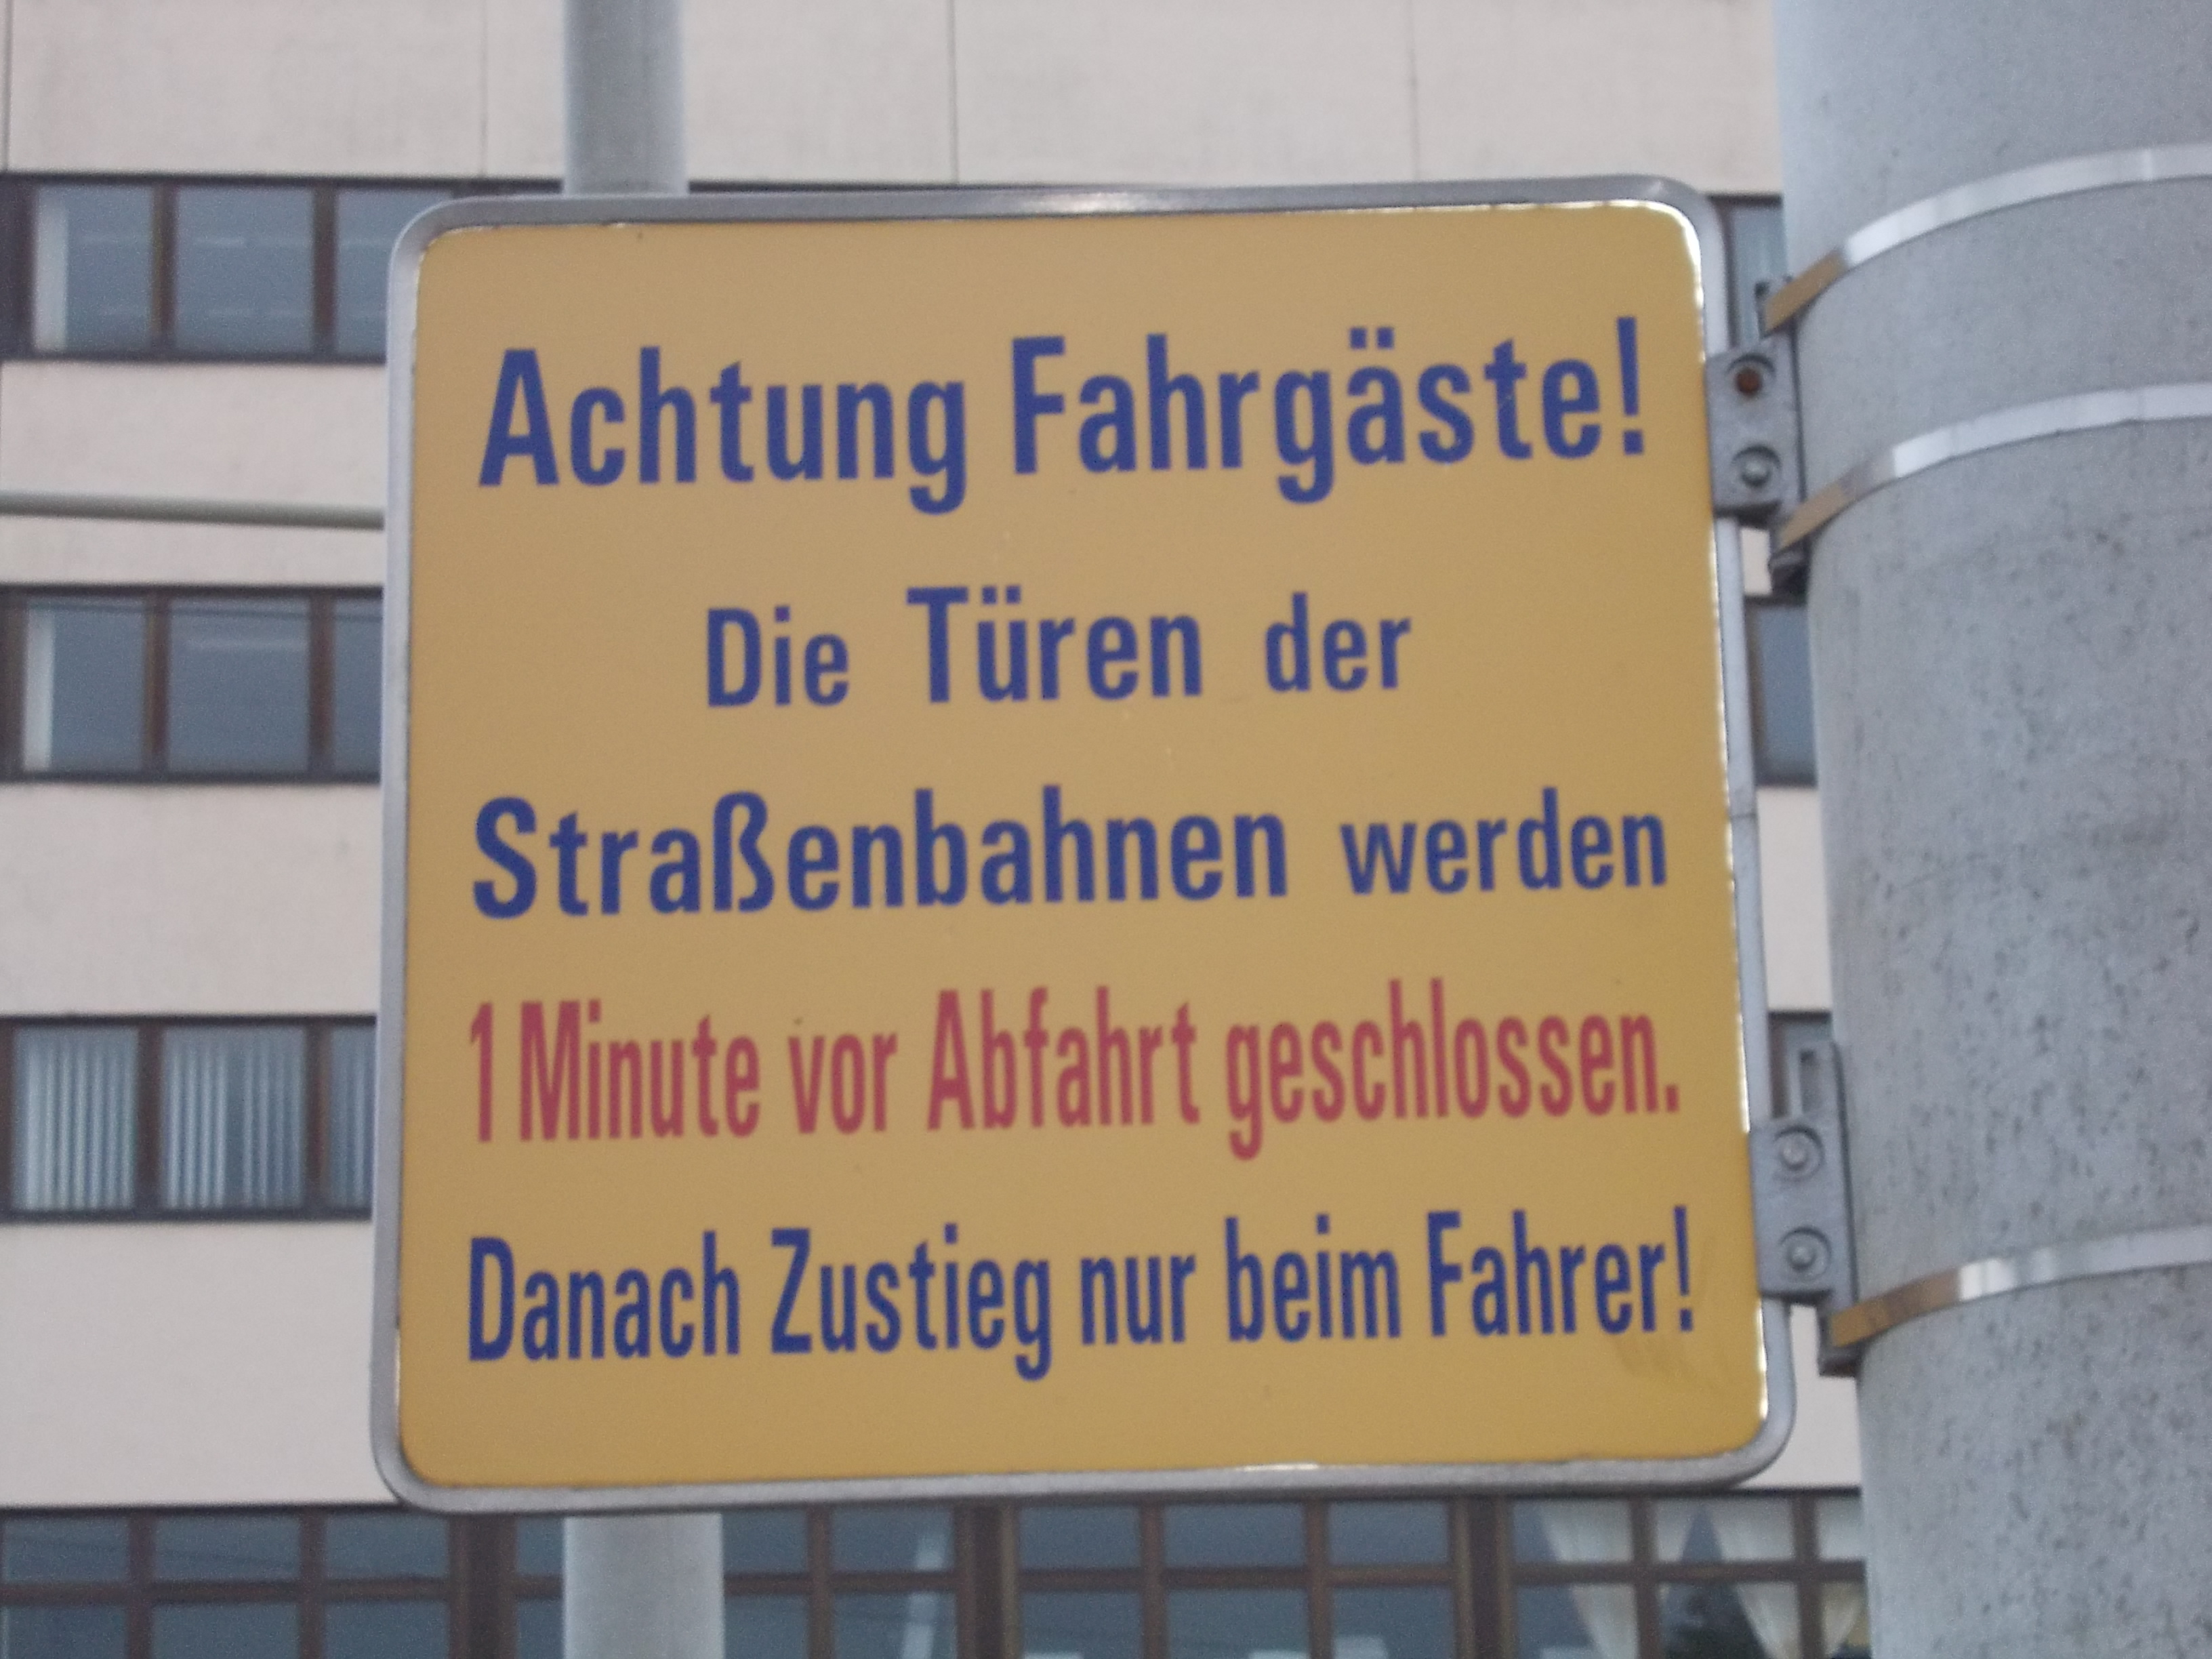 Achtung Fahrgäste!
Die Türen der
Straßenbahnen werden
1 Minute vor Abfahrt geschlossen.
Danach Zustieg nur beim Fahrer!